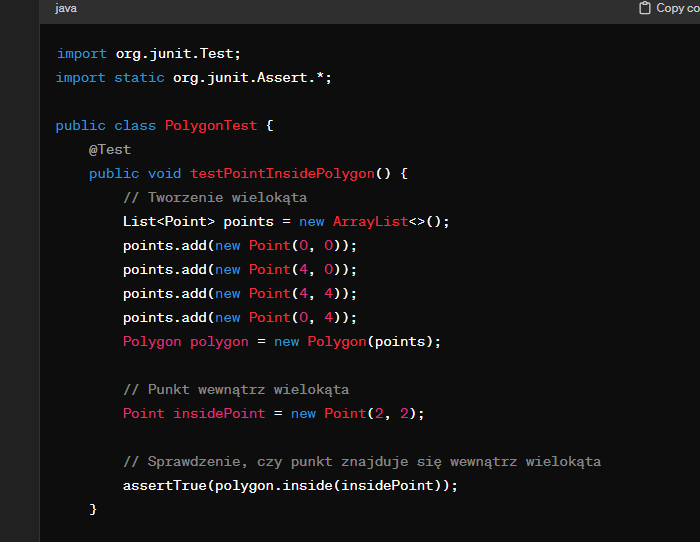 java
Copy co
import org.junit.Test;
import static org.junit.Assert.*;
public class PolygonTest {
@Test
public void testPointInsidePolygon() {
// Tworzenie wielokąta
List<Point> points = new ArrayList<>();
points.add(new Point(0, 0));
points.add(new Point(4, 0));
points.add(new Point(4, 4));
points.add(new Point(0, 4));
Polygon polygon = new Polygon(points);
// Punkt wewnątrz wielokąta
Point insidePoint = new Point(2, 2);
// Sprawdzenie, czy punkt znajduje się wewnątrz wielokąta
assertTrue(polygon.inside(insidePoint));
}